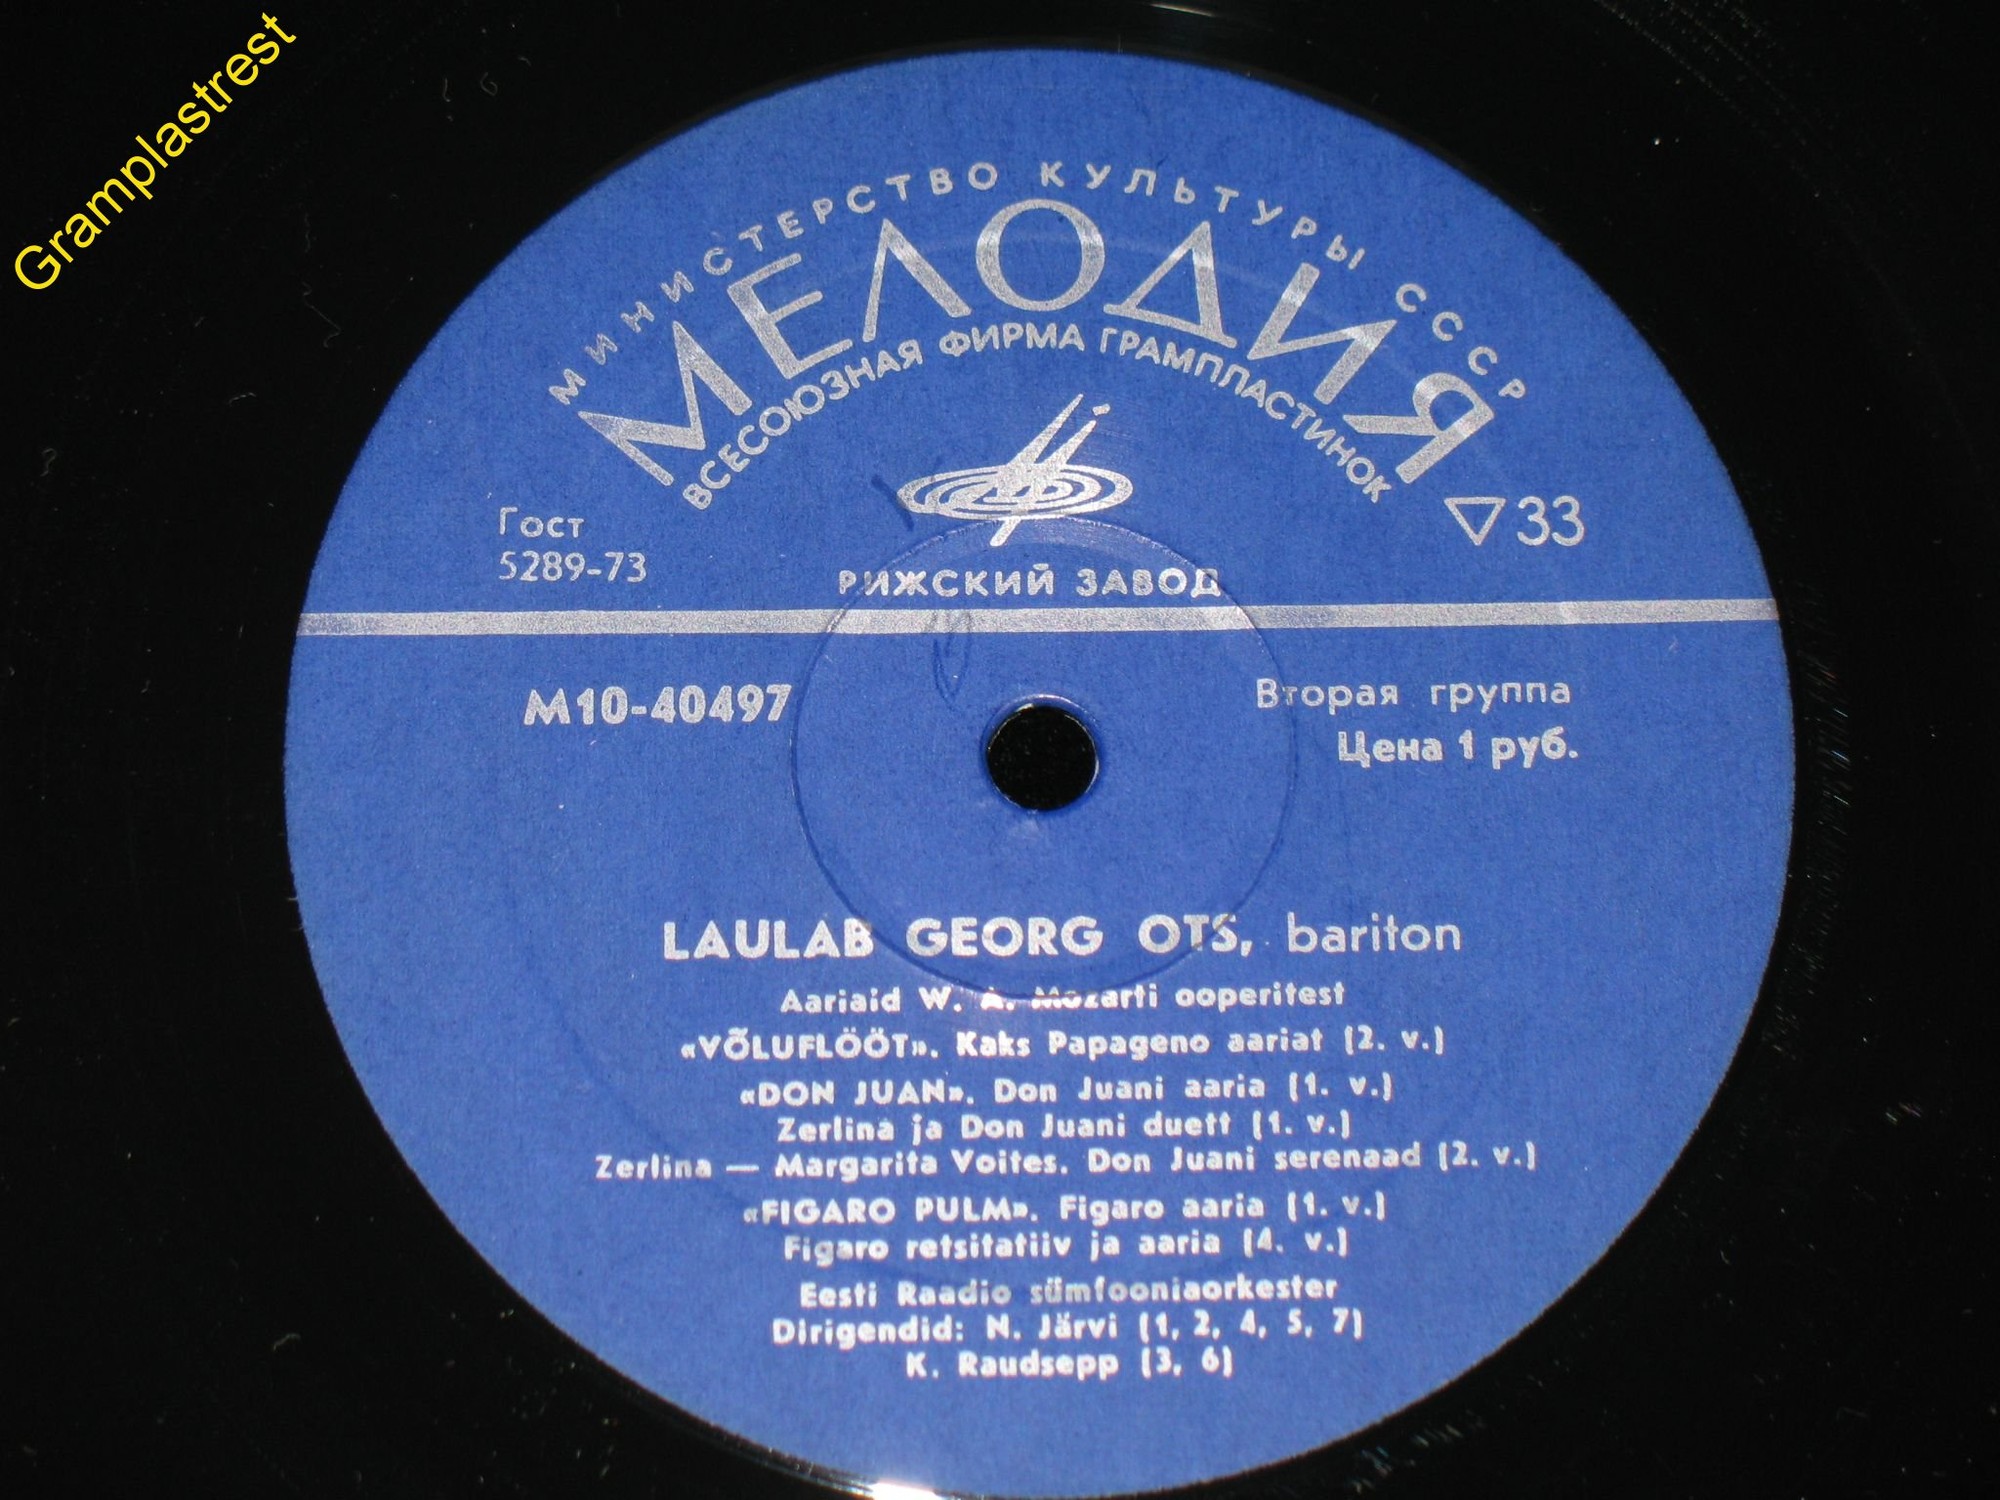 Gramplastrest
МИНИСТЕРСТВО КУЛЬТУРЫ СССР
МЕЛОДИЯ
ВСЕСОЮЗНАЯ ФИРМА ГРАМПЛАСТИНОК
Гост
5289-73
33
РИЖСКИЙ ЗАВОД
М10-40497
Вторая группа
Цена 1 руб.
LAULAB GEORG OTS, bariton
Aariaid W. A. Mozarti ooperitest
«VÕLUFLÖÖT». Kaks Papageno aariat (2. v.)
«DON JUAN». Don Juani aaria (1. v.)
Zerlina ja Don Juani duett (1. v.)
Zerlina — Margarita Voites. Don Juani serenaad (2. v.)
«FIGARO PULM». Figaro aaria (1. v.)
Figaro retsitatiiv ja aaria (4. v.)
Eesti Raadio sümfooniaorkester
Dirigendid: N. Järvi (1, 2, 4, 5, 7)
K. Raudsepp (3, 6)